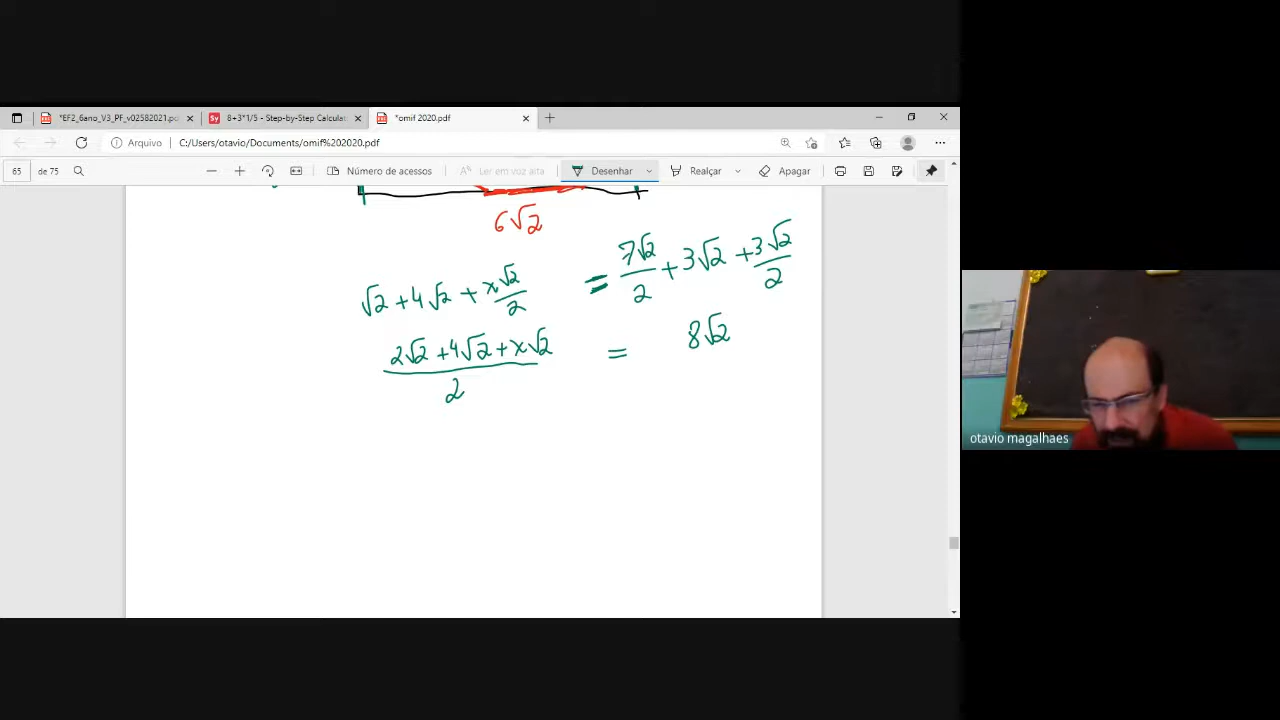 *EF2_6ano_V3_PF_v02582021.pd
Sy 8+3*1/5 - Step-by-Step Calculat
*omif 2020.pdf
Arquivo C:/Users/otavio/Documents/omif%202020.pdf
65 de 75 Número de acessos Ler em voz alta Desenhar Realçar Apagar
6√2
√2 + 4√2 + x√2/2 = 7√2/2 + 3√2 + 3√2/2
(2√2 + 4√2 + x√2)/2 = 8√2
otavio magalhaes